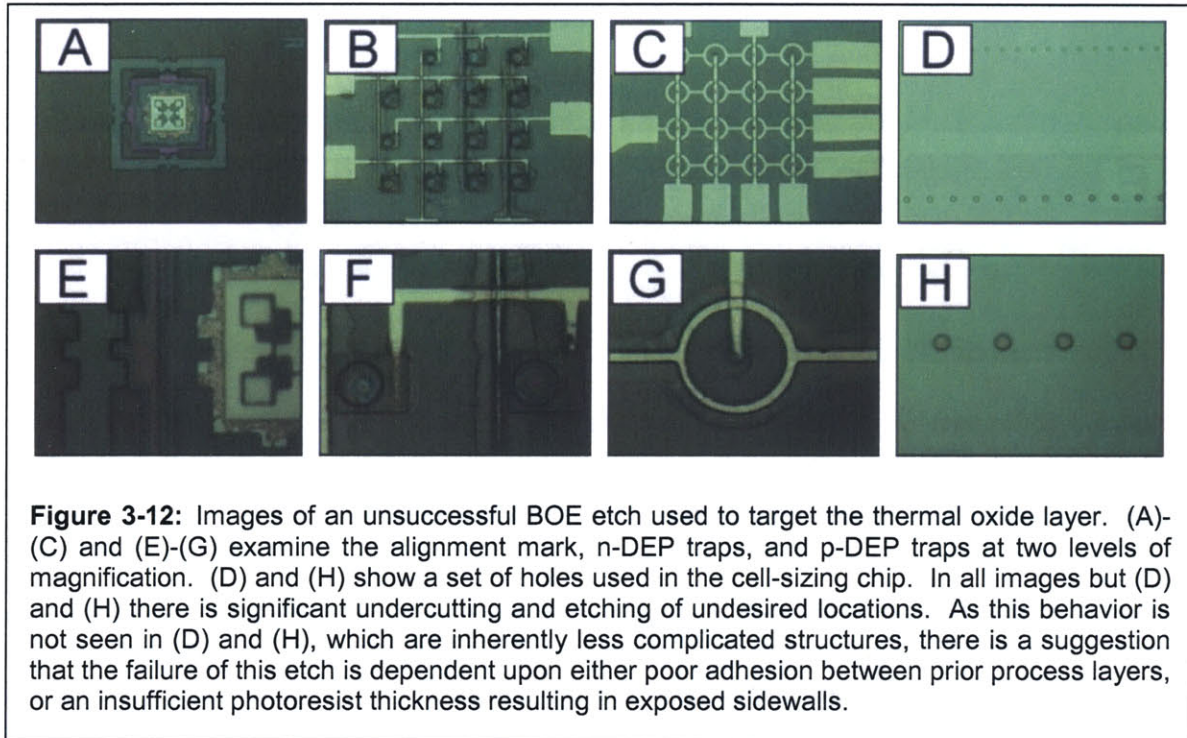 A
B
C
D
E
F
G
H
Figure 3-12: Images of an unsuccessful BOE etch used to target the thermal oxide layer. (A)-
(C) and (E)-(G) examine the alignment mark, n-DEP traps, and p-DEP traps at two levels of
magnification. (D) and (H) show a set of holes used in the cell-sizing chip. In all images but (D)
and (H) there is significant undercutting and etching of undesired locations. As this behavior is
not seen in (D) and (H), which are inherently less complicated structures, there is a suggestion
that the failure of this etch is dependent upon either poor adhesion between prior process layers,
or an insufficient photoresist thickness resulting in exposed sidewalls.